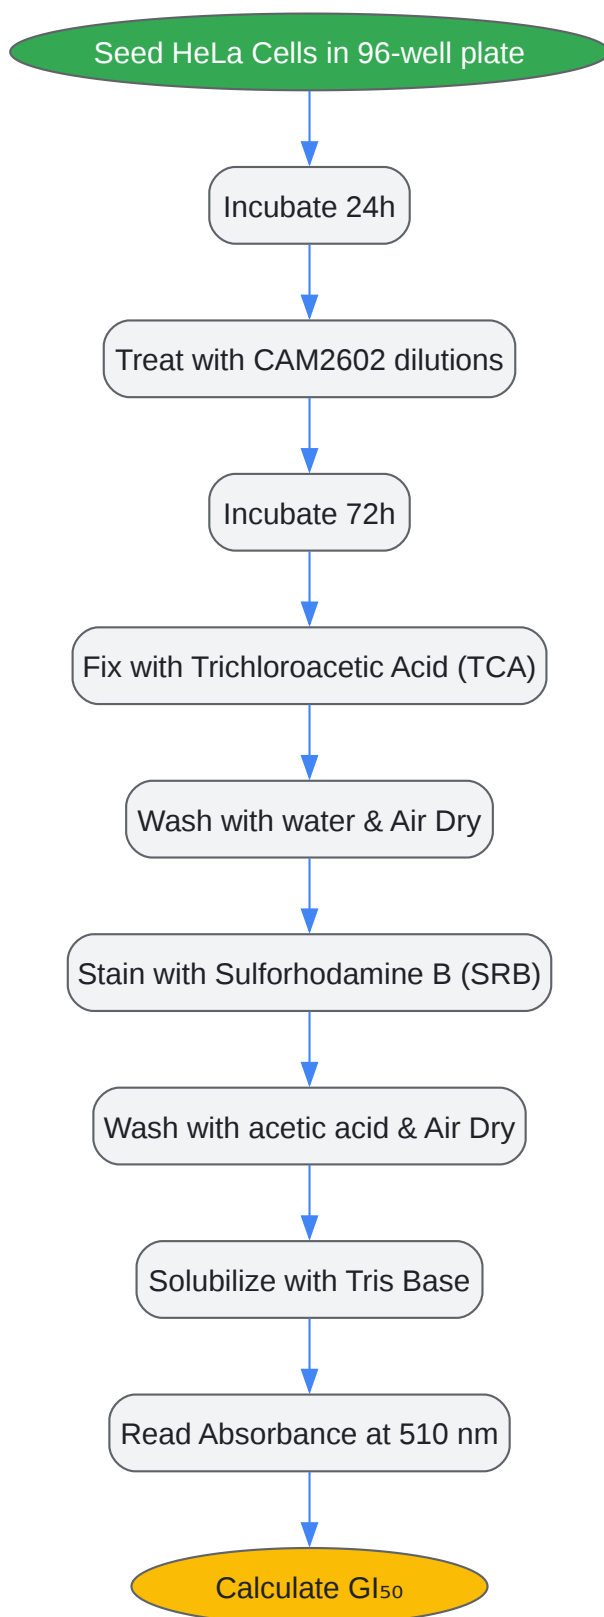 Seed HeLa Cells in 96-well plate
Incubate 24h
Treat with CAM2602 dilutions
Incubate 72h
Fix with Trichloroacetic Acid (TCA)
Wash with water & Air Dry
Stain with Sulforhodamine B (SRB)
Wash with acetic acid & Air Dry
Solubilize with Tris Base
Read Absorbance at 510 nm
Calculate GI₅₀